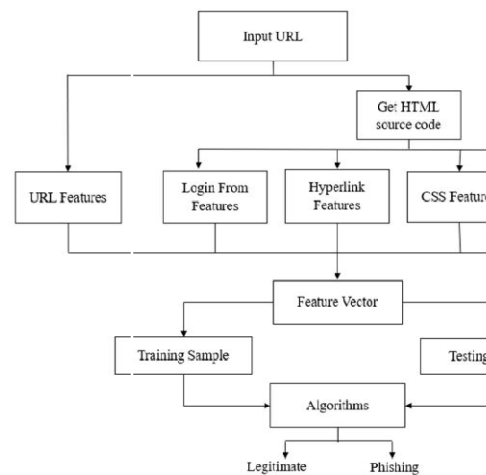 Input URL
Get HTML
source code
URL Features
Login From
Features
Hyperlink
Features
CSS Feature
Feature Vector
Training Sample
Testing
Algorithms
Legitimate
Phishing